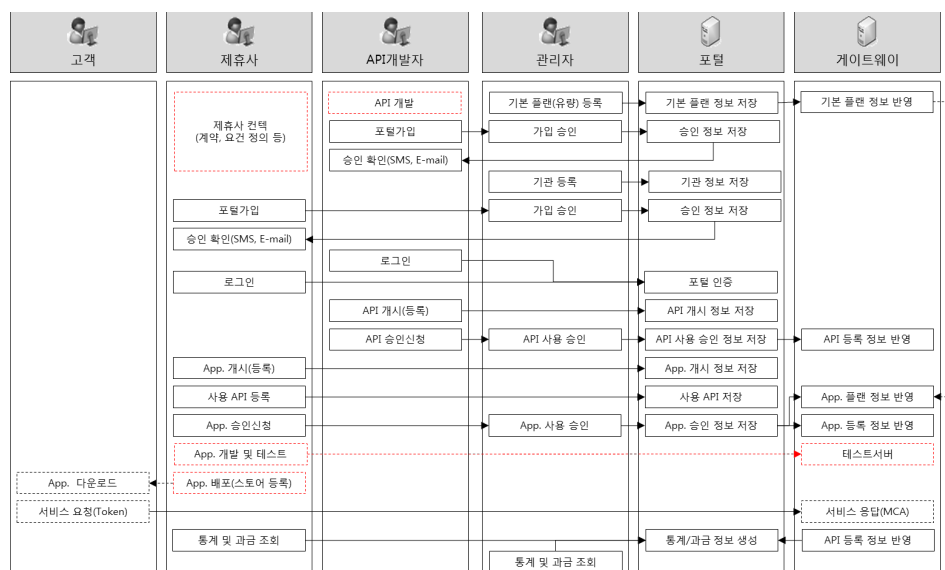 고객
제휴사
API개발자
관리자
포털
게이트웨이
제휴사 컨텍
(계약, 요건 정의 등)
API 개발
기본 플랜(유량) 등록
기본 플랜 정보 저장
기본 플랜 정보 반영
포털가입
가입 승인
승인 정보 저장
승인 확인(SMS, E-mail)
기관 등록
기관 정보 저장
포털가입
가입 승인
승인 정보 저장
승인 확인(SMS, E-mail)
로그인
로그인
포털 인증
API 개시(등록)
API 개시 정보 저장
API 승인신청
API 사용 승인
API 사용 승인 정보 저장
API 등록 정보 반영
App. 개시(등록)
App. 개시 정보 저장
사용 API 등록
사용 API 저장
App. 플랜 정보 반영
App. 승인신청
App. 사용 승인
App. 승인 정보 저장
App. 등록 정보 반영
App. 개발 및 테스트
테스트서버
App. 다운로드
App. 배포(스토어 등록)
서비스 요청(Token)
서비스 응답(MCA)
통계 및 과금 조회
통계/과금 정보 생성
API 등록 정보 반영
통계 및 과금 조회